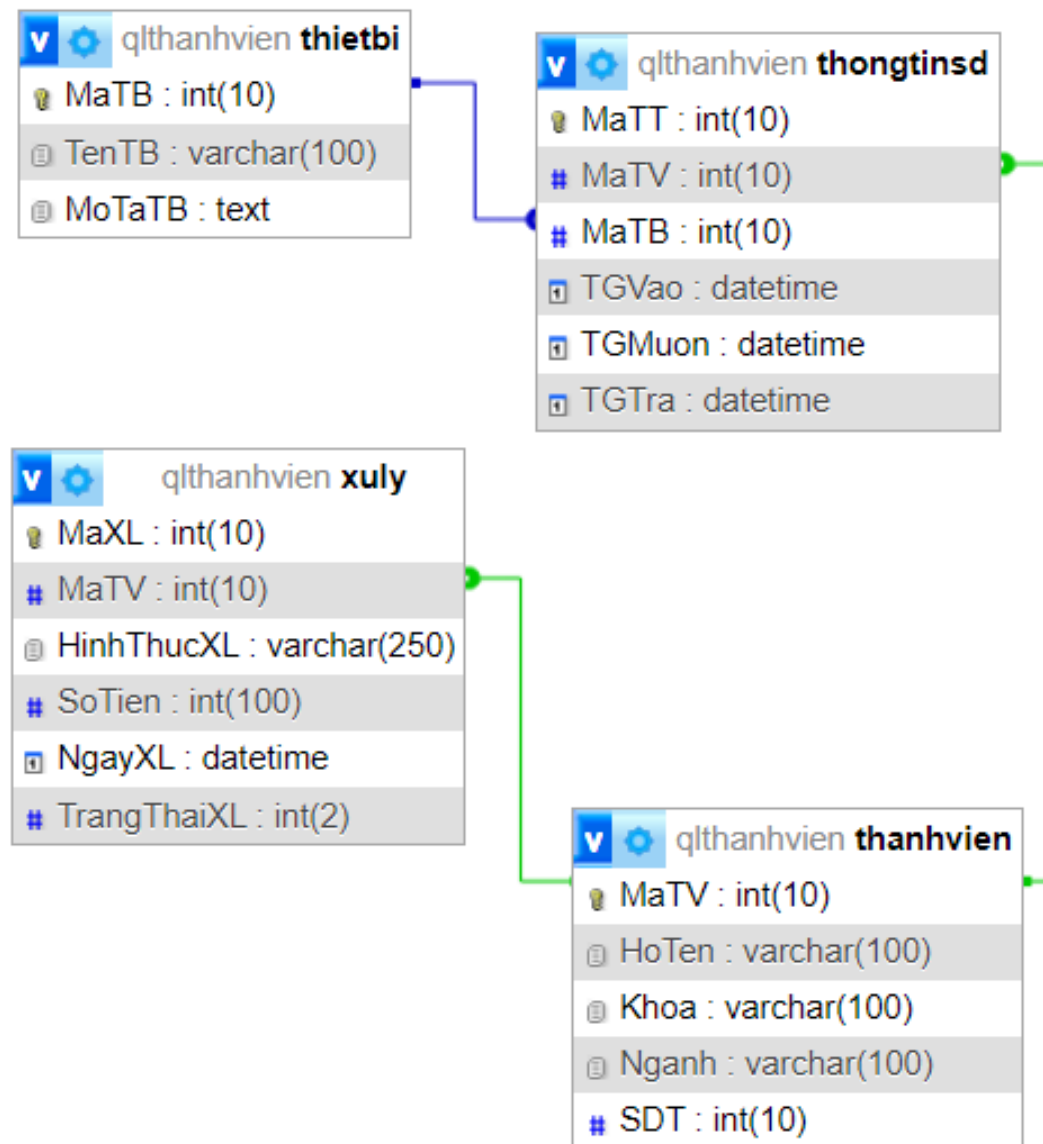 v qlthanhvien thietbi
MaTB : int(10)
TenTB : varchar(100)
MoTaTB : text
v qlthanhvien thongtinsd
MaTT : int(10)
# MaTV : int(10)
# MaTB : int(10)
TGVao : datetime
TGMuon : datetime
TGTra : datetime
v qlthanhvien xuly
MaXL : int(10)
# MaTV : int(10)
HinhThucXL : varchar(250)
# SoTien : int(100)
NgayXL : datetime
# TrangThaiXL : int(2)
v qlthanhvien thanhvien
MaTV : int(10)
HoTen : varchar(100)
Khoa : varchar(100)
Nganh : varchar(100)
# SDT : int(10)